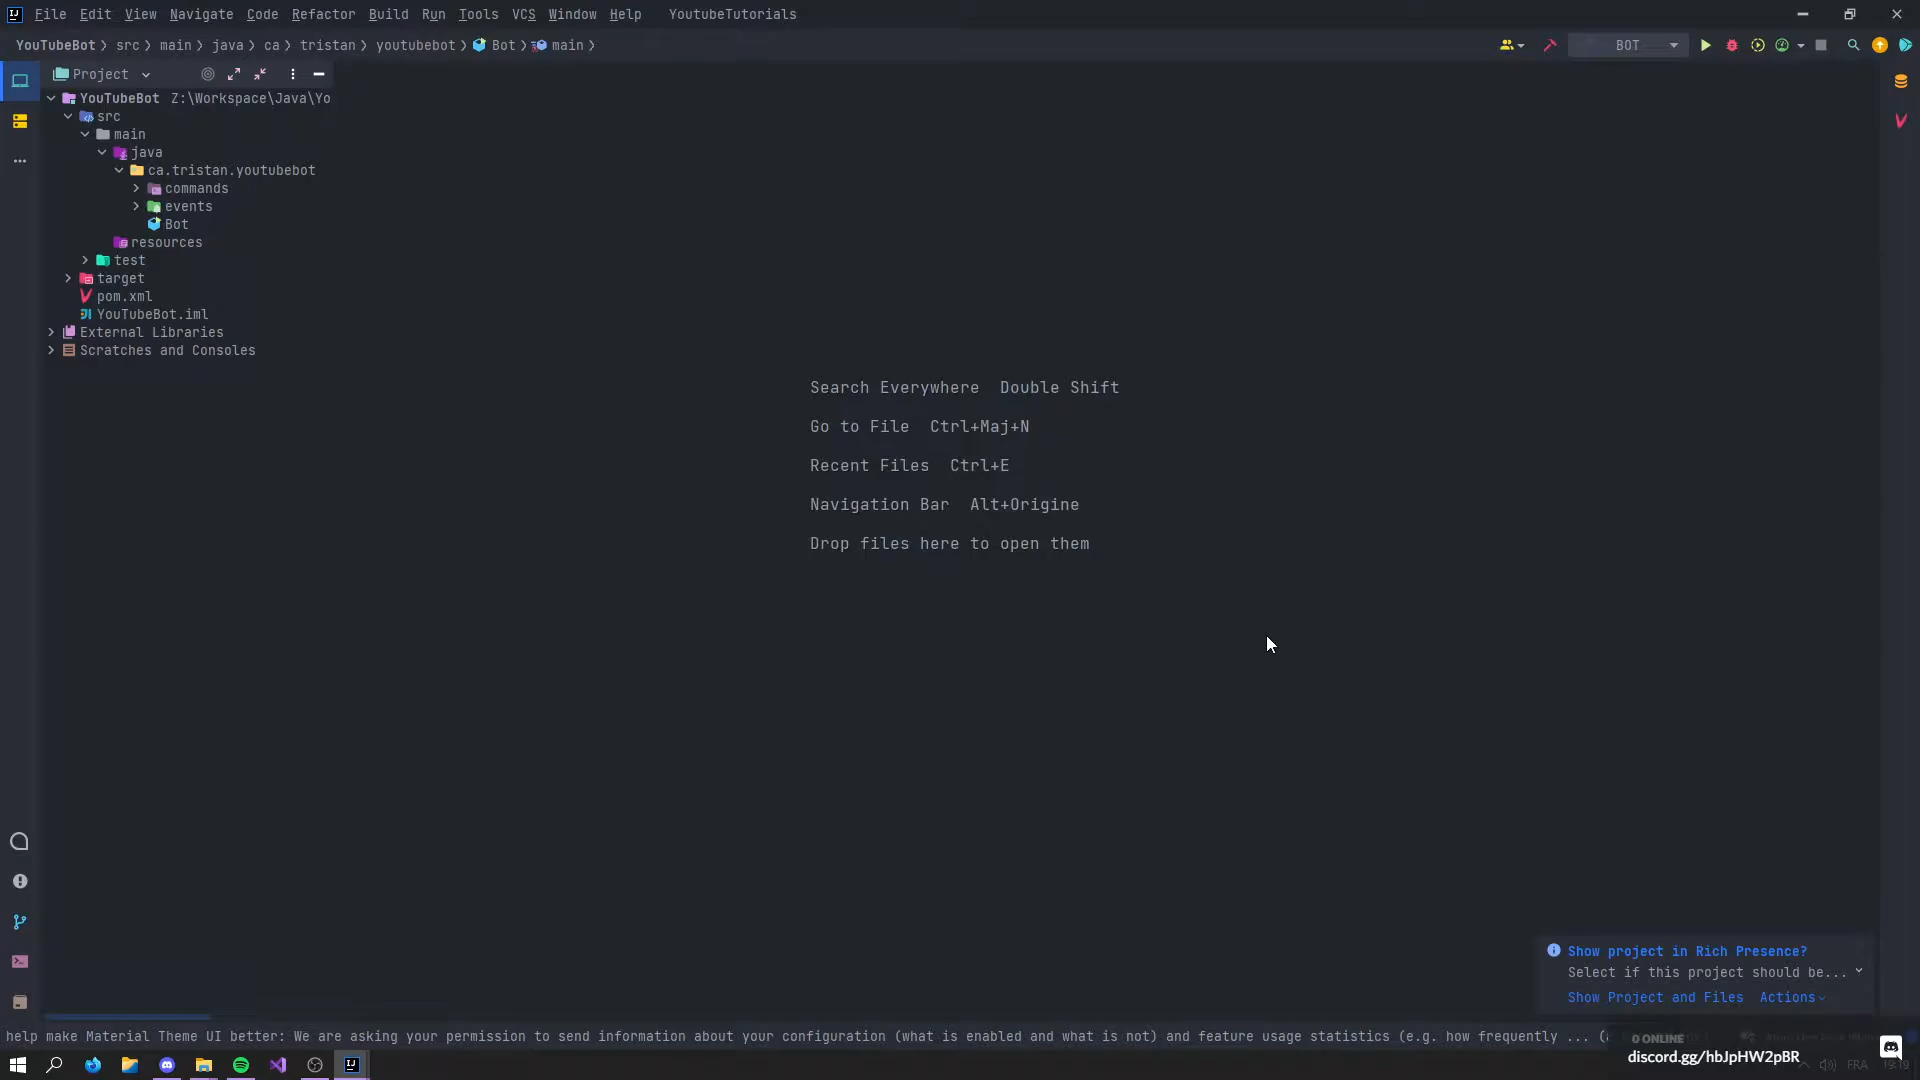 File Edit View Navigate Code Refactor Build Run Tools VCS Window Help YoutubeTutorials
YouTubeBot src main java ca tristan youtubebot Bot main
BOT
Project
YouTubeBot Z:\Workspace\Java\Yo
src
main
java
ca.tristan.youtubebot
commands
events
Bot
resources
test
target
pom.xml
YouTubeBot.iml
External Libraries
Scratches and Consoles
Search Everywhere Double Shift
Go to File Ctrl+Maj+N
Recent Files Ctrl+E
Navigation Bar Alt+Origine
Drop files here to open them
Show project in Rich Presence?
Select if this project should be...
Show Project and Files Actions
help make Material Theme UI better: We are asking your permission to send information about your configuration (what is enabled and what is not) and feature usage statistics (e.g. how frequently ...
0 ONLINE
discord.gg/hbJpHW2pBR
FRA 19:19